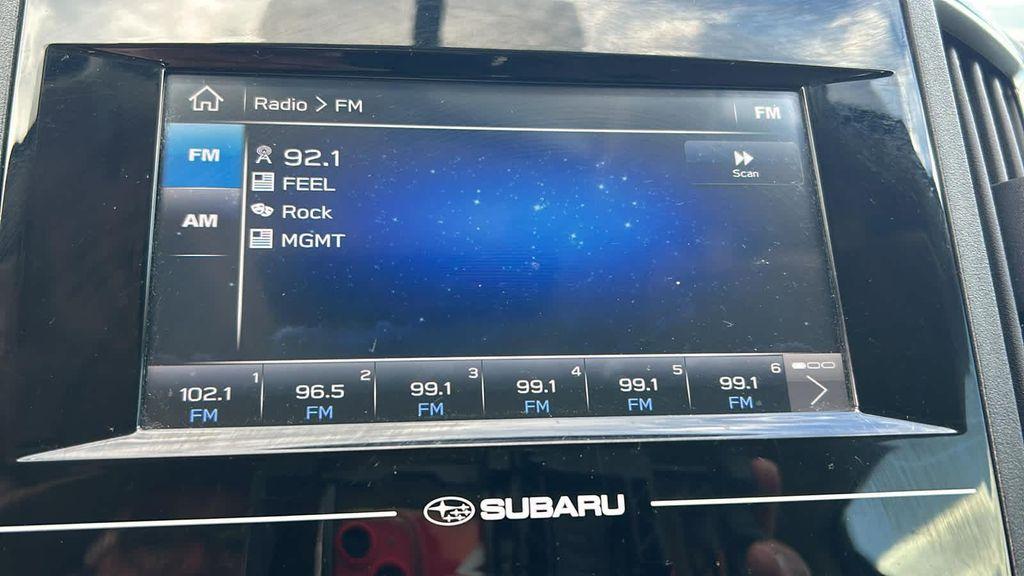 Radio > FM
FM
FM
AM
92.1
FEEL
Rock
MGMT
Scan
102.1 1
FM
96.5 2
FM
99.1 3
FM
99.1 4
FM
99.1 5
FM
99.1 6
FM
SUBARU